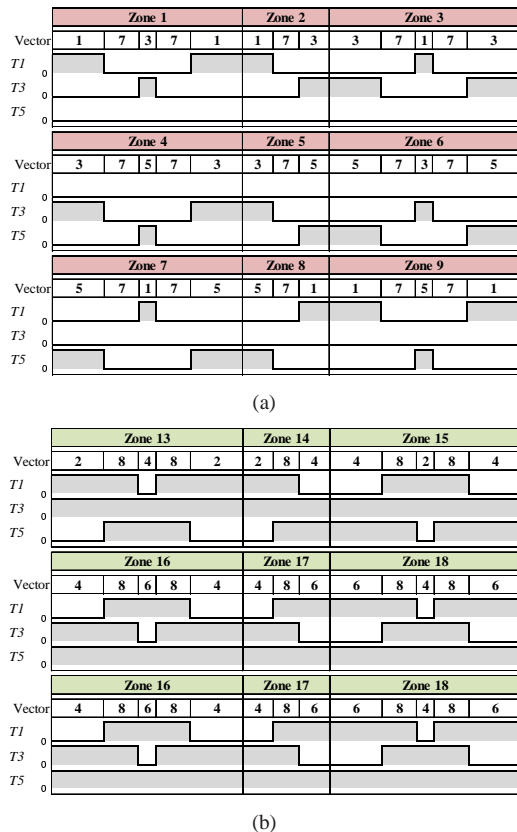 Zone 1 Zone 2 Zone 3
Vector 1 7 3 7 1 1 7 3 3 7 1 7 3
T1 0
T3 0
T5 0
Zone 4 Zone 5 Zone 6
Vector 3 7 5 7 3 3 7 5 5 7 3 7 5
T1 0
T3 0
T5 0
Zone 7 Zone 8 Zone 9
Vector 5 7 1 7 5 5 7 1 1 7 5 7 1
T1 0
T3 0
T5 0
(a)
Zone 13 Zone 14 Zone 15
Vector 2 8 4 8 2 2 8 4 4 8 2 8 4
T1 0
T3 0
T5 0
Zone 16 Zone 17 Zone 18
Vector 4 8 6 8 4 4 8 6 6 8 4 8 6
T1 0
T3 0
T5 0
Zone 16 Zone 17 Zone 18
Vector 4 8 6 8 4 4 8 6 6 8 4 8 6
T1 0
T3 0
T5 0
(b)